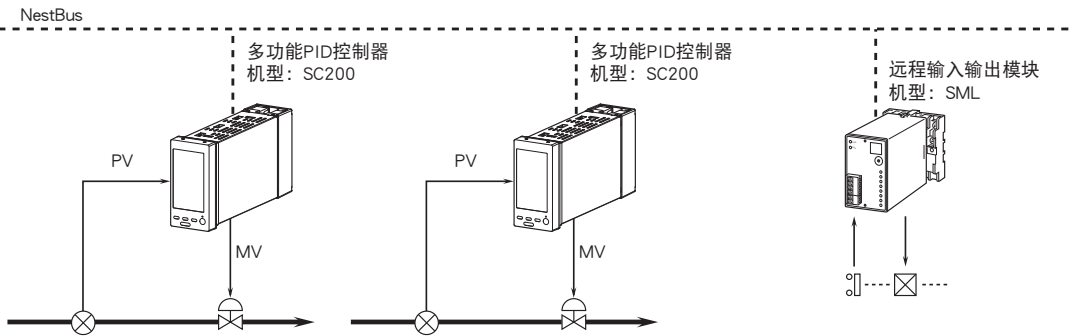 NestBus
多功能PID控制器
机型：SC200
多功能PID控制器
机型：SC200
远程输入输出模块
机型：SML
PV
PV
MV
MV